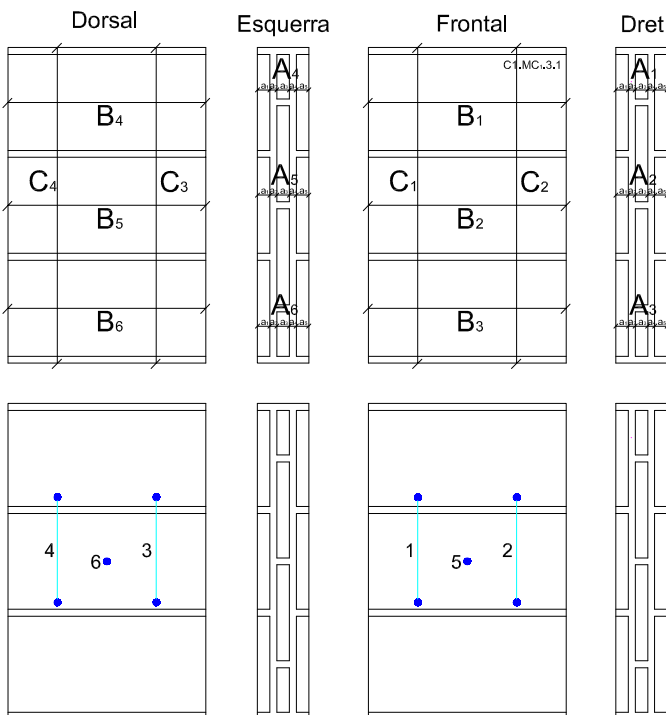 Dorsal Esquerra Frontal Dret
C1.MC1.3.1
A4 A1
B4 B1
C4 C3 A5 C1 C2 A2
B5 B2
A6 A3
B6 B3
4 3 1 2
6 5